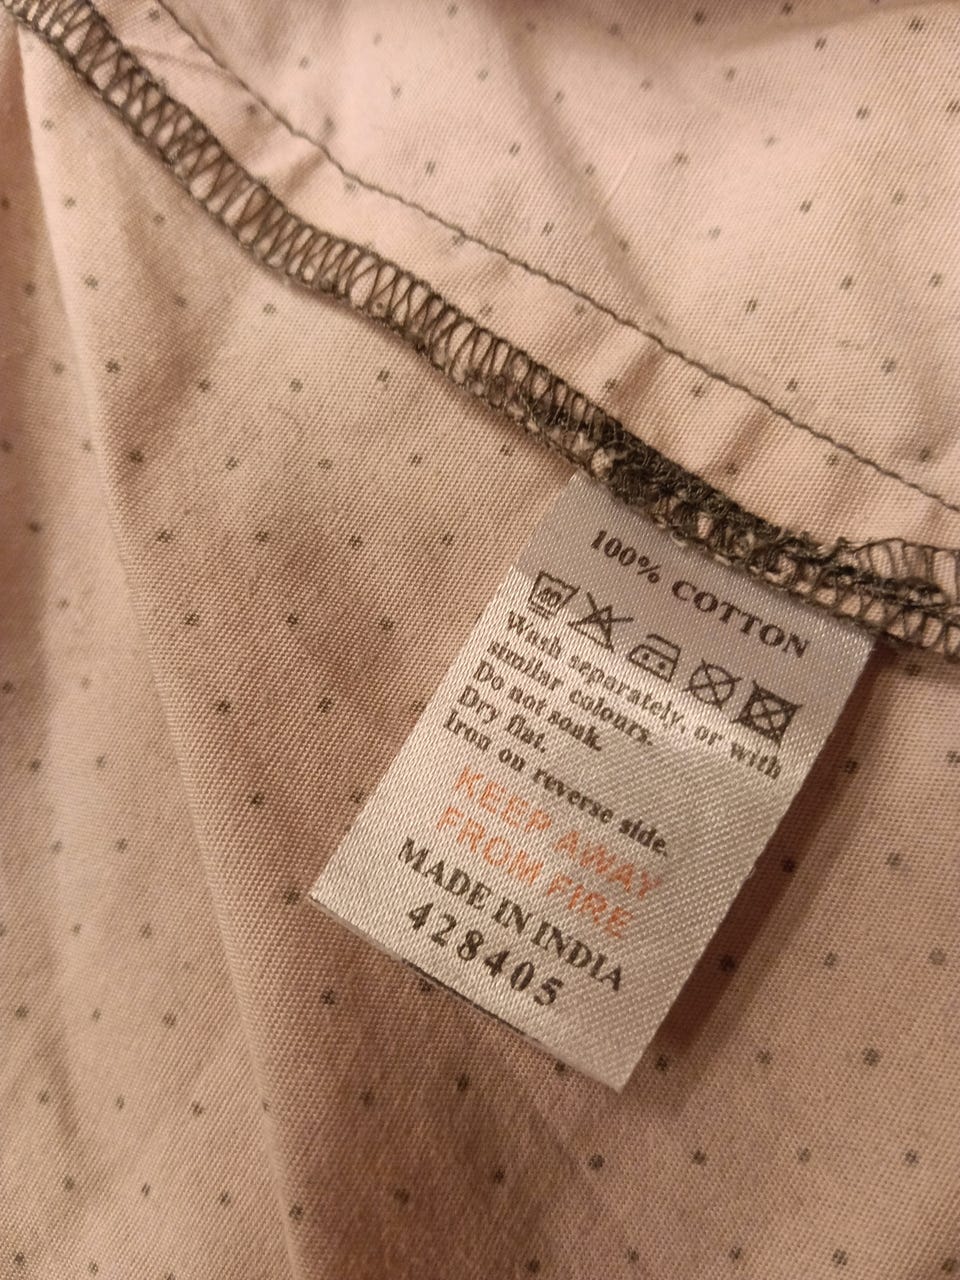 100% COTTON
Wash separately, or with
similar colours.
Do not soak.
Dry flat.
Iron on reverse side.
KEEP AWAY
FROM FIRE
MADE IN INDIA
428405